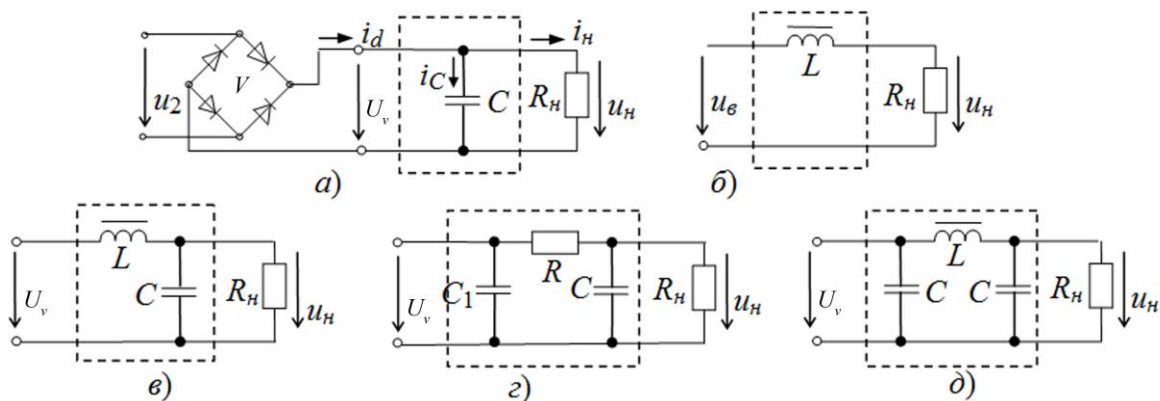 u₂
V
i_d
U_v
i_C
C
i_н
R_н
u_н
а)
u_в
L
R_н
u_н
б)
U_v
L
C
R_н
u_н
в)
U_v
C₁
R
C
R_н
u_н
г)
U_v
C
L
C
R_н
u_н
д)